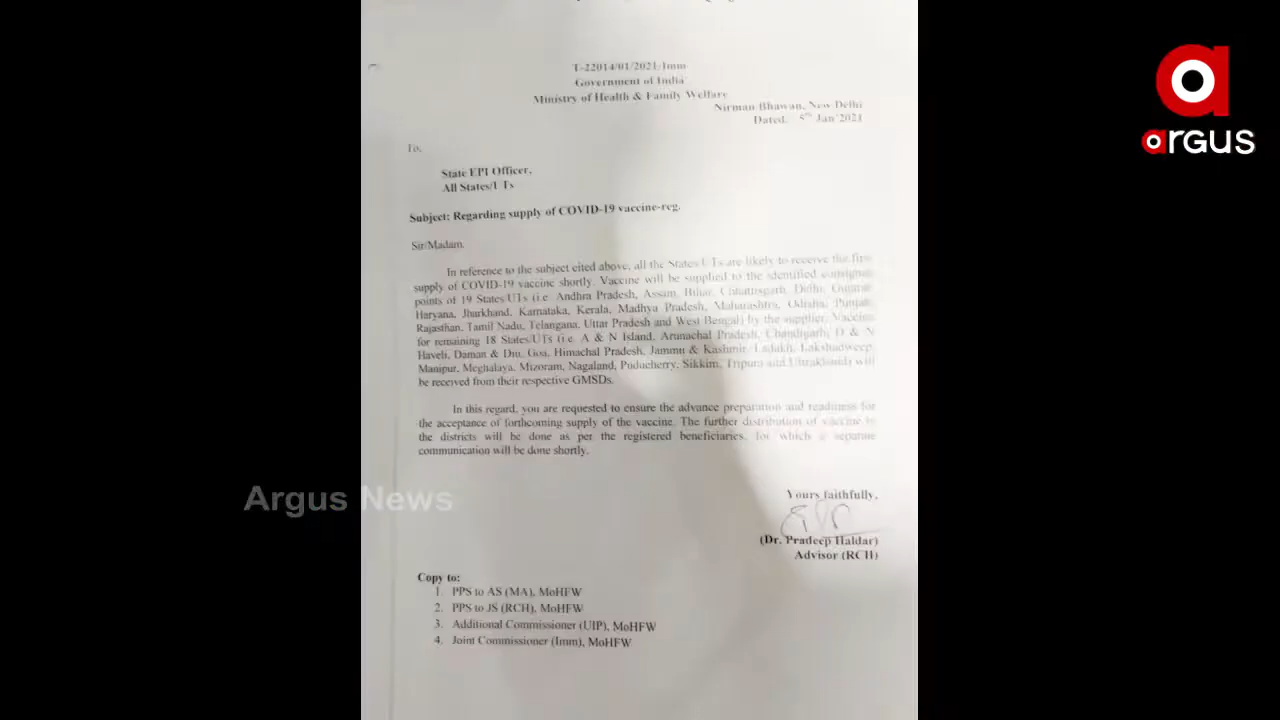 T-22014/01/2021-Imm
Government of India
Ministry of Health & Family Welfare
Nirman Bhawan, New Delhi
Dated. 5th Jan'2021
To,
State EPI Officer,
All States/UTs
Subject: Regarding supply of COVID-19 vaccine-reg.
Sir/Madam,
In reference to the subject cited above, all the States/UTs are likely to receive the first
supply of COVID-19 vaccine shortly. Vaccine will be supplied to the identified consignee
points of 19 States/UTs (i.e Andhra Pradesh, Assam, Bihar, Chhattisgarh, Delhi, Gujarat,
Haryana, Jharkhand, Karnataka, Kerala, Madhya Pradesh, Maharashtra, Odisha, Punjab,
Rajasthan, Tamil Nadu, Telangana, Uttar Pradesh and West Bengal) by the supplier. Vaccine
for remaining 18 States/UTs (i.e. A & N Island, Arunachal Pradesh, Chandigarh, D & N
Haveli, Daman & Diu, Goa, Himachal Pradesh, Jammu & Kashmir, Ladakh, Lakshadweep,
Manipur, Meghalaya, Mizoram, Nagaland, Puducherry, Sikkim, Tripura and Uttrakhand) will
be received from their respective GMSDs.
In this regard, you are requested to ensure the advance preparation and readiness for
the acceptance of forthcoming supply of the vaccine. The further distribution of vaccine to
the districts will be done as per the registered beneficiaries, for which a separate
communication will be done shortly.
Yours faithfully,
(Dr. Pradeep Haldar)
Advisor (RCH)
Copy to:
1. PPS to AS (MA), MoHFW
2. PPS to JS (RCH), MoHFW
3. Additional Commissioner (UIP), MoHFW
4. Joint Commissioner (Imm), MoHFW
Argus News
argus